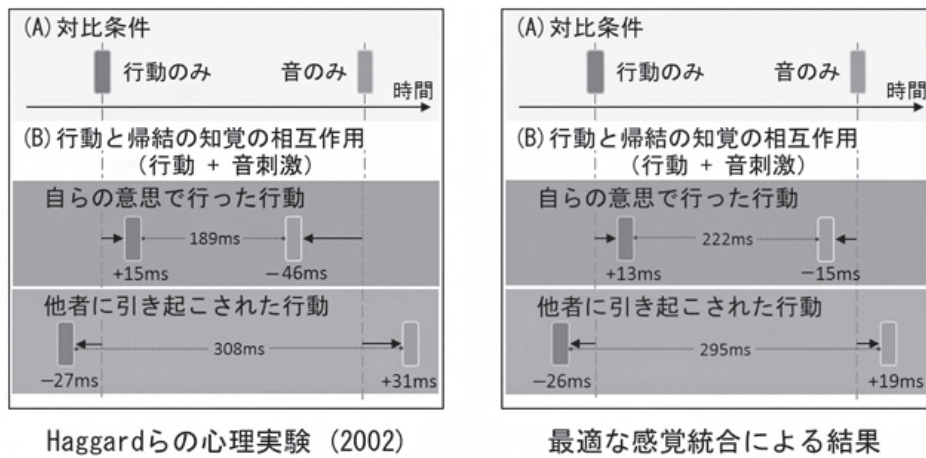 (A) 対比条件
行動のみ 音のみ
時間
(B) 行動と帰結の知覚の相互作用
(行動 + 音刺激)
自らの意思で行った行動
189ms
+15ms −46ms
他者に引き起こされた行動
308ms
−27ms +31ms
Haggardらの心理実験 (2002)
(A) 対比条件
行動のみ 音のみ
時間
(B) 行動と帰結の知覚の相互作用
(行動 + 音刺激)
自らの意思で行った行動
222ms
+13ms −15ms
他者に引き起こされた行動
295ms
−26ms +19ms
最適な感覚統合による結果